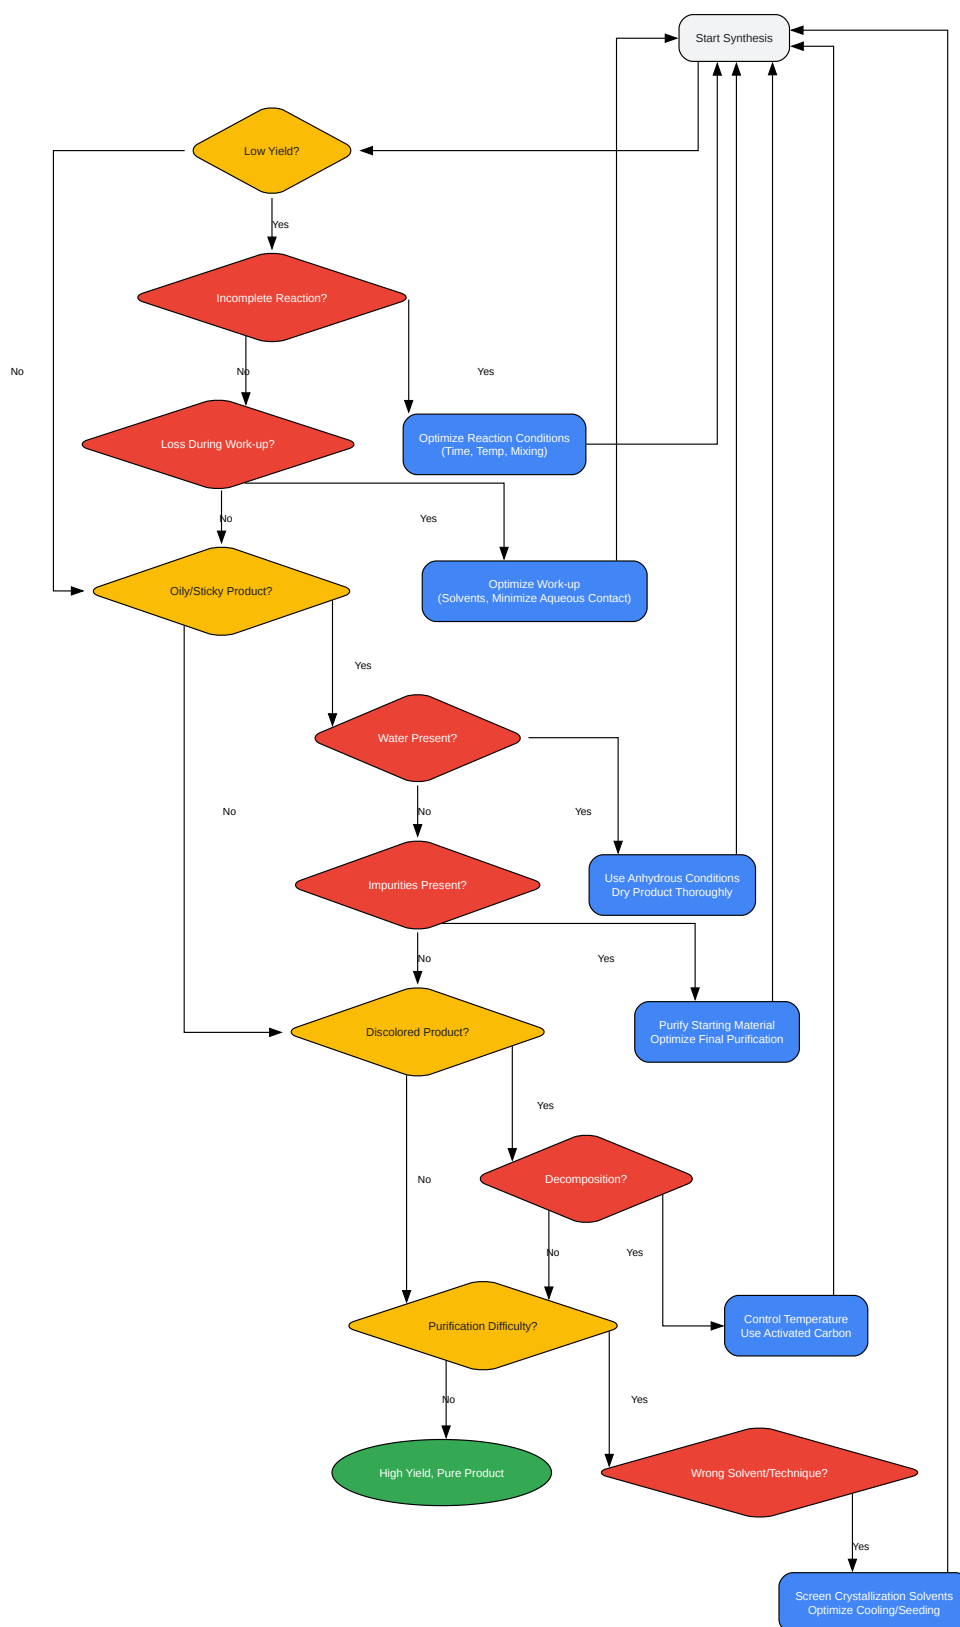 Start Synthesis
Low Yield?
Yes
Incomplete Reaction?
No
No
Yes
Optimize Reaction Conditions
(Time, Temp, Mixing)
Loss During Work-up?
No
Yes
Oily/Sticky Product?
Optimize Work-up
(Solvents, Minimize Aqueous Contact)
Yes
Water Present?
No
No
Yes
Impurities Present?
Use Anhydrous Conditions
Dry Product Thoroughly
No
Yes
Discolored Product?
Purify Starting Material
Optimize Final Purification
Yes
No
Decomposition?
No
Yes
Purification Difficulty?
Control Temperature
Use Activated Carbon
No
Yes
High Yield, Pure Product
Wrong Solvent/Technique?
Yes
Screen Crystallization Solvents
Optimize Cooling/Seeding